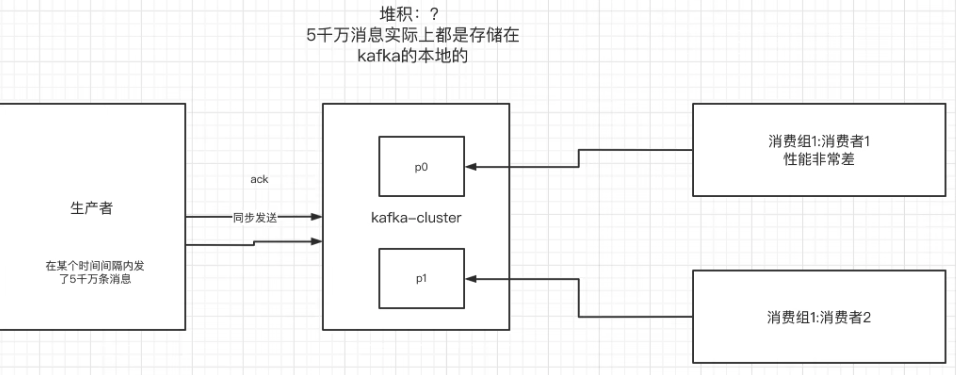 堆积：?
5千万消息实际上都是存储在
kafka的本地的
生产者
在某个时间间隔内发
了5千万条消息
ack
同步发送
p0
kafka-cluster
p1
消费组1:消费者1
性能非常差
消费组1:消费者2